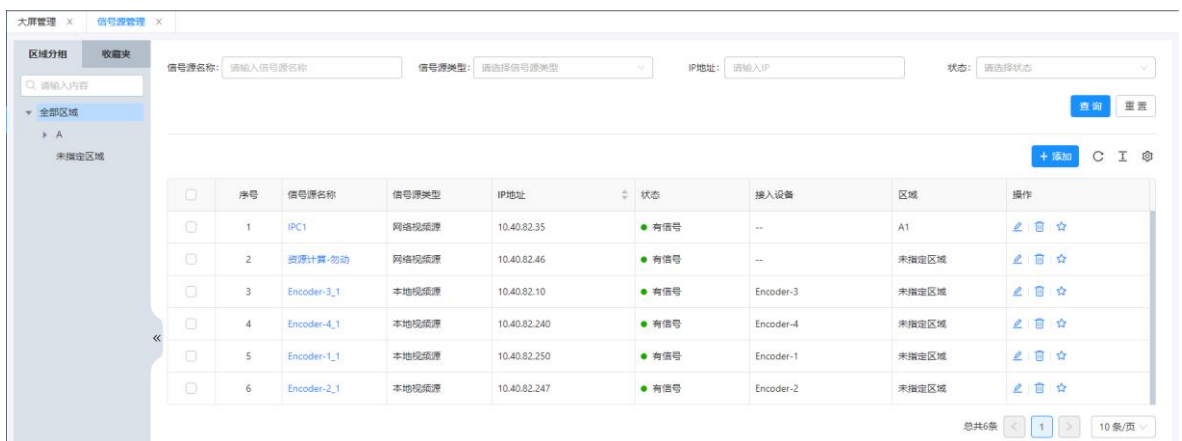 大屏管理 × 信号源管理 ×
区域分组 收藏夹
请输入内容
全部区域
A
未指定区域
信号源名称: 请输入信号源名称 信号源类型: 请选择信号源类型 IP地址: 请输入IP 状态: 请选择状态
查 询 重 置
+ 添加
序号 信号源名称 信号源类型 IP地址 状态 接入设备 区域 操作
1 IPC1 网络视频源 10.40.82.35 有信号 -- A1
2 资源计算-勿动 网络视频源 10.40.82.46 有信号 -- 未指定区域
3 Encoder-3_1 本地视频源 10.40.82.10 有信号 Encoder-3 未指定区域
4 Encoder-4_1 本地视频源 10.40.82.240 有信号 Encoder-4 未指定区域
5 Encoder-1_1 本地视频源 10.40.82.250 有信号 Encoder-1 未指定区域
6 Encoder-2_1 本地视频源 10.40.82.247 有信号 Encoder-2 未指定区域
总共6条 < 1 > 10 条/页